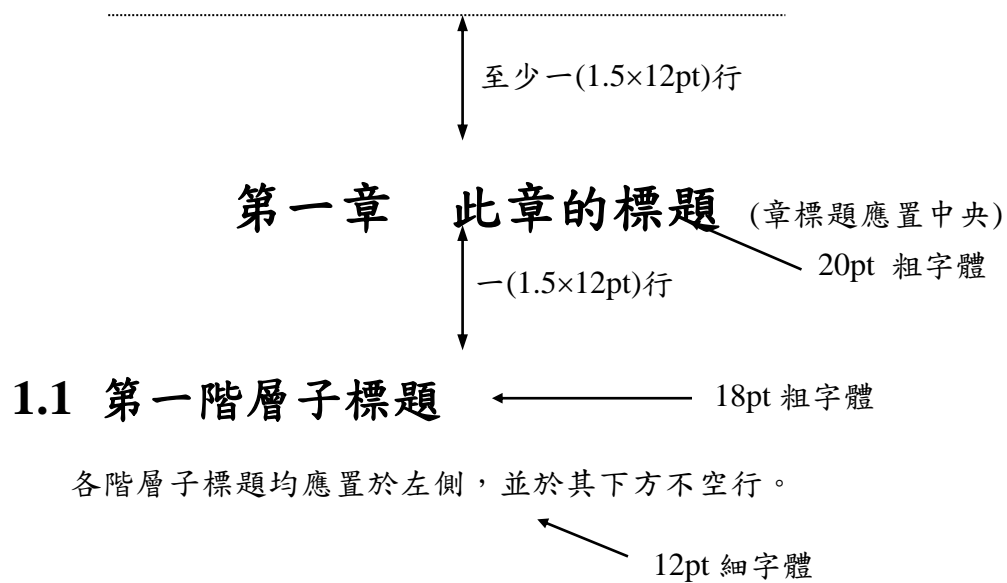 至少一(1.5×12pt)行
第一章 此章的標題 (章標題應置中央)
20pt 粗字體
一(1.5×12pt)行
1.1 第一階層子標題
18pt 粗字體
各階層子標題均應置於左側，並於其下方不空行。
12pt 細字體